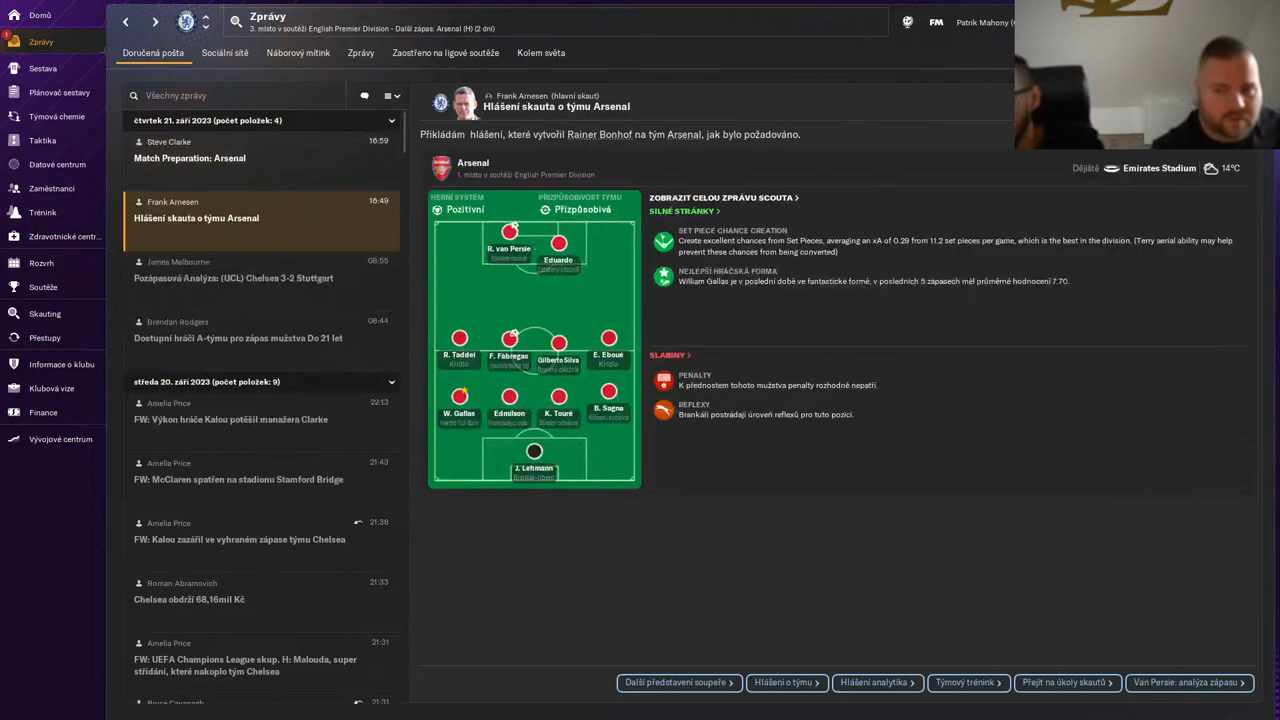 Domů
1
Zprávy
Sestava
Plánovač sestavy
Týmová chemie
Taktika
Datové centrum
Zaměstnanci
Trénink
Zdravotnické centr...
Rozvrh
Soutěže
Skauting
Přestupy
Informace o klubu
Klubová vize
Finance
Vývojové centrum
Zprávy
3. místo v soutěži English Premier Division - Další zápas: Arsenal (H) (2 dni)
FM
Patrik Mahony
Doručená pošta
Sociální sítě
Náborový mítink
Zprávy
Zaostřeno na ligové soutěže
Kolem světa
Všechny zprávy
čtvrtek 21. září 2023 (počet položek: 4)
Steve Clarke
16:59
Match Preparation: Arsenal
Frank Arnesen
16:49
Hlášení skauta o týmu Arsenal
James Melbourne
08:55
Pozápasová Analýza: (UCL) Chelsea 3-2 Stuttgart
Brendan Rodgers
08:44
Dostupní hráči A-týmu pro zápas mužstva Do 21 let
středa 20. září 2023 (počet položek: 9)
Amelia Price
22:13
FW: Výkon hráče Kalou potěšil manažera Clarke
Amelia Price
21:43
FW: McClaren spatřen na stadionu Stamford Bridge
Amelia Price
21:38
FW: Kalou zazářil ve vyhraném zápase týmu Chelsea
Roman Abramovich
21:33
Chelsea obdrží 68,16mil Kč
Amelia Price
21:31
FW: UEFA Champions League skup. H: Malouda, super
střídání, které nakoplo tým Chelsea
Bruce Cavanagh
21:31
Frank Arnesen (hlavní skaut)
Hlášení skauta o týmu Arsenal
Přikládám hlášení, které vytvořil Rainer Bonhof na tým Arsenal, jak bylo požadováno.
Arsenal
1. místo v soutěži English Premier Division
Dějiště
Emirates Stadium
14°C
HERNÍ SYSTÉM
Pozitivní
PŘIZPŮSOBIVOST TÝMU
Přizpůsobivá
R. van Persie
Eduardo
R. Taddei
Křídlo
F. Fàbregas
Gilberto Silva
E. Eboué
Křídlo
W. Gallas
Edmílson
K. Touré
B. Sagna
J. Lehmann
Brankář-líbero
ZOBRAZIT CELOU ZPRÁVU SCOUTA
SILNÉ STRÁNKY
SET PIECE CHANCE CREATION
Create excellent chances from Set Pieces, averaging an xA of 0.29 from 11.2 set pieces per game, which is the best in the division. (Terry aerial ability may help
prevent these chances from being converted)
NEJLEPŠÍ HRÁČSKÁ FORMA
William Gallas je v poslední době ve fantastické formě, v posledních 5 zápasech měl průměrné hodnocení 7.70.
SLABINY
PENALTY
K přednostem tohoto mužstva penalty rozhodně nepatří.
REFLEXY
Brankáři postrádají úroveň reflexů pro tuto pozici.
Další představení soupeře
Hlášení o týmu
Hlášení analytika
Týmový trénink
Přejít na úkoly skautů
Van Persie: analýza zápasu